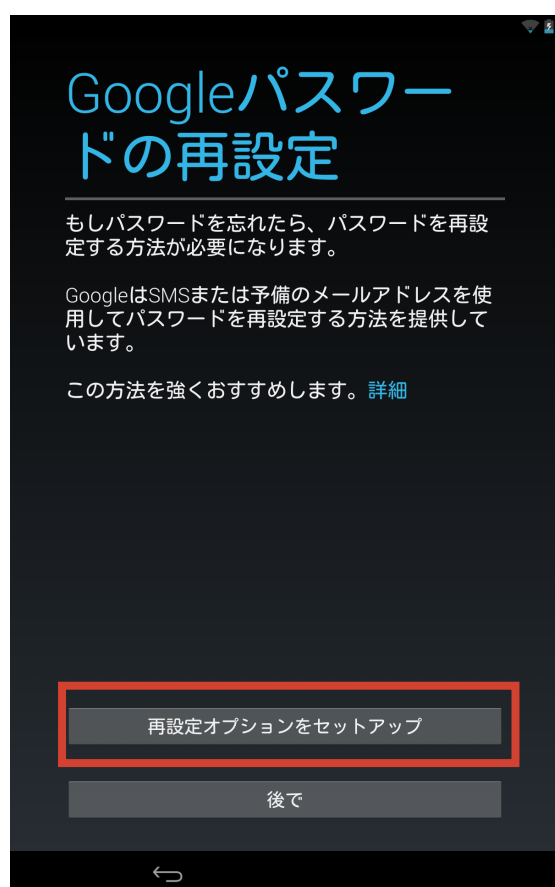 Googleパスワー
ドの再設定
もしパスワードを忘れたら、パスワードを再設
定する方法が必要になります。
GoogleはSMSまたは予備のメールアドレスを使
用してパスワードを再設定する方法を提供して
います。
この方法を強くおすすめします。詳細
再設定オプションをセットアップ
後で